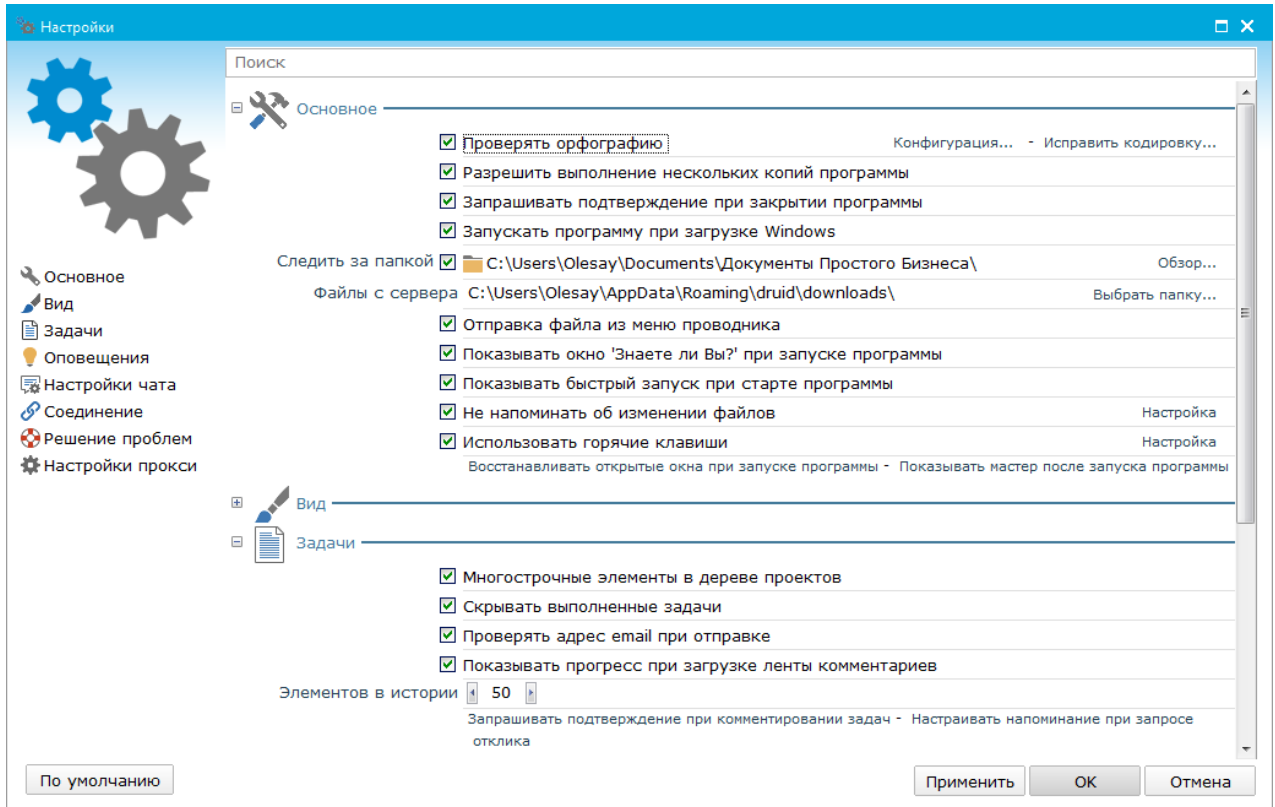 Настройки
Поиск
Основное
Проверять орфографию Конфигурация... - Исправить кодировку...
Разрешить выполнение нескольких копий программы
Запрашивать подтверждение при закрытии программы
Запускать программу при загрузке Windows
Следить за папкой C:\Users\Olesay\Documents\Документы Простого Бизнеса\ Обзор...
Файлы с сервера C:\Users\Olesay\AppData\Roaming\druid\downloads\ Выбрать папку...
Отправка файла из меню проводника
Показывать окно 'Знаете ли Вы?' при запуске программы
Показывать быстрый запуск при старте программы
Не напоминать об изменении файлов Настройка
Использовать горячие клавиши Настройка
Восстанавливать открытые окна при запуске программы - Показывать мастер после запуска программы
Вид
Задачи
Многострочные элементы в дереве проектов
Скрывать выполненные задачи
Проверять адрес email при отправке
Показывать прогресс при загрузке ленты комментариев
Элементов в истории 50
Запрашивать подтверждение при комментировании задач - Настраивать напоминание при запросе
отклика
Основное
Вид
Задачи
Оповещения
Настройки чата
Соединение
Решение проблем
Настройки прокси
По умолчанию Применить OK Отмена